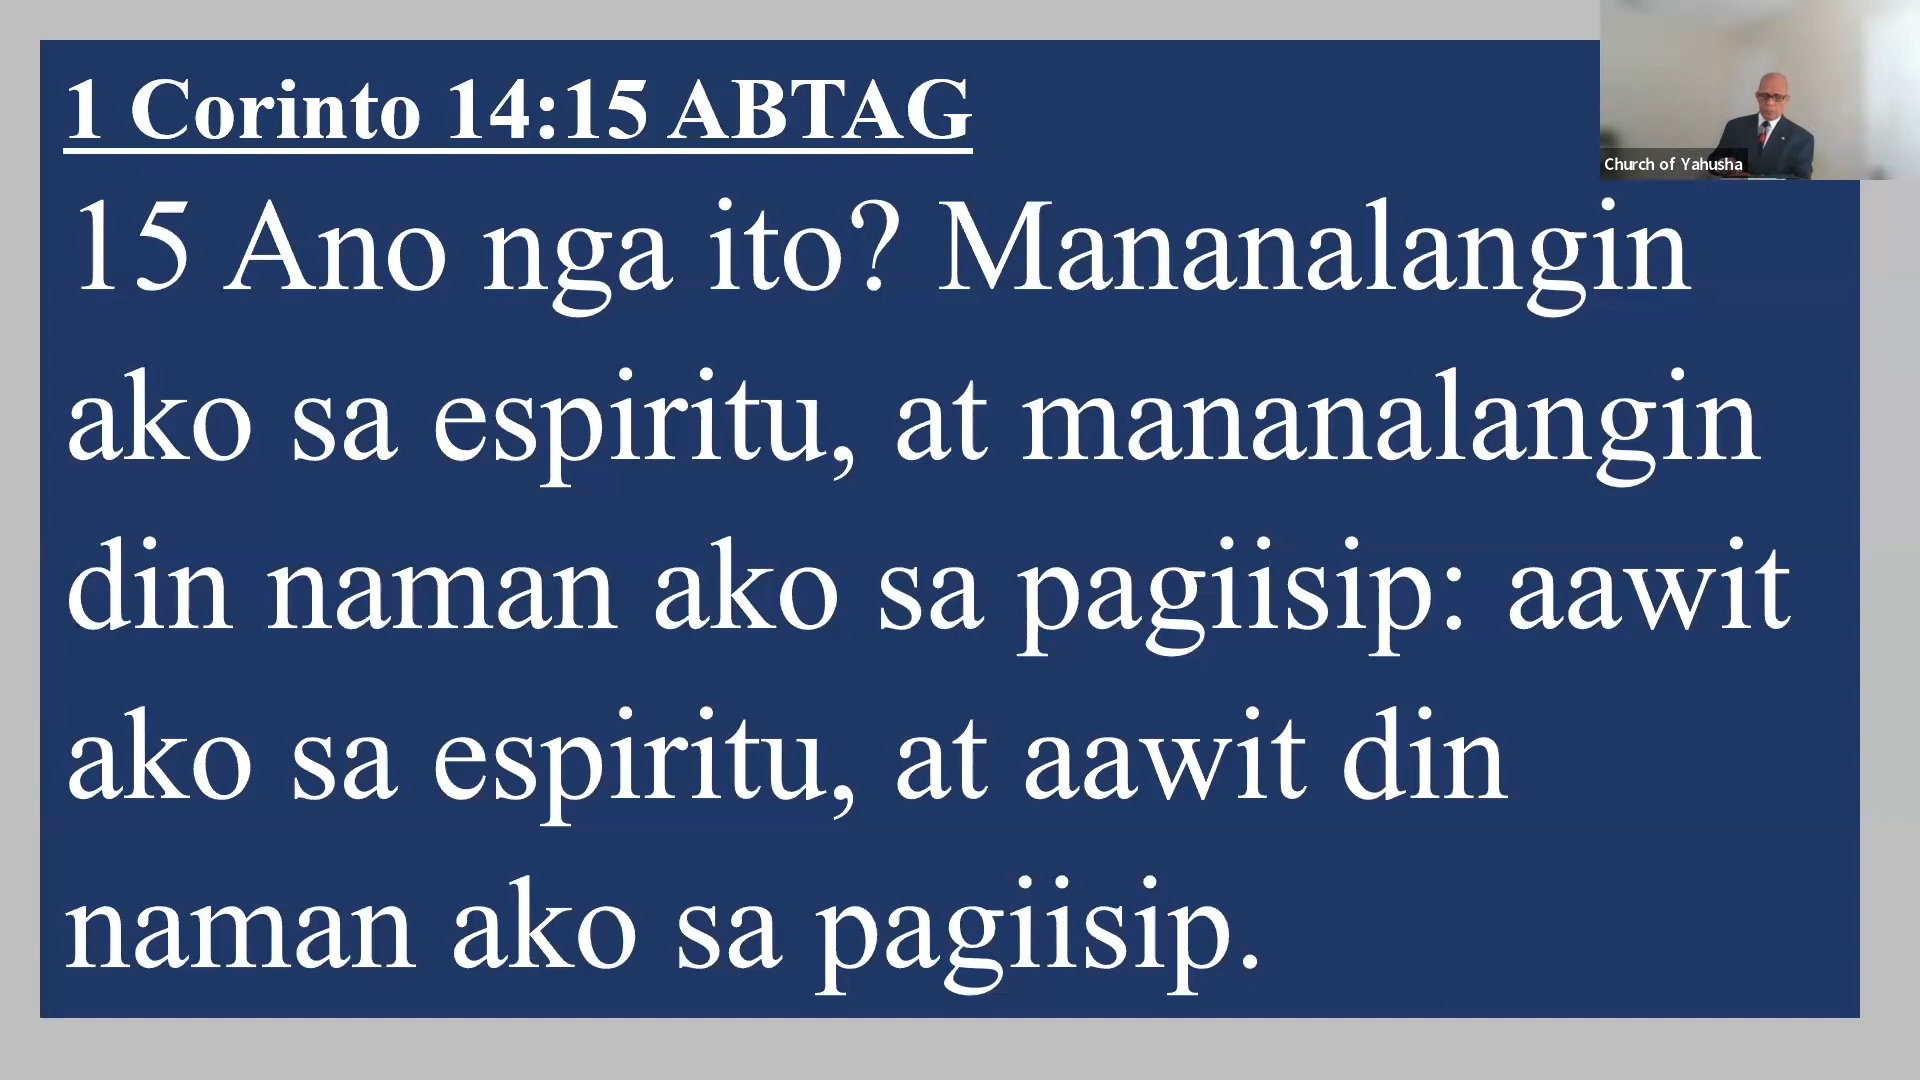 1 Corinto 14:15 ABTAG
Church of Yahusha
15 Ano nga ito? Mananalangin
ako sa espiritu, at mananalangin
din naman ako sa pagiisip: aawit
ako sa espiritu, at aawit din
naman ako sa pagiisip.